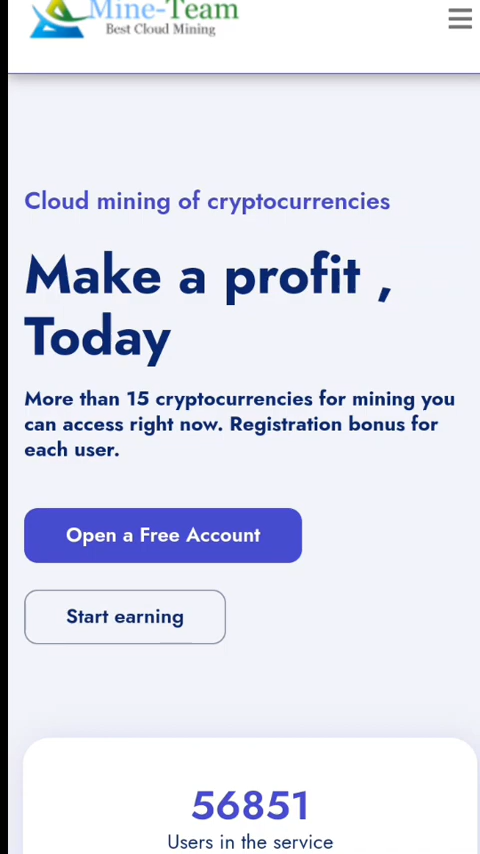 Mine-Team
Best Cloud Mining
Cloud mining of cryptocurrencies
Make a profit ,
Today
More than 15 cryptocurrencies for mining you
can access right now. Registration bonus for
each user.
Open a Free Account
Start earning
56851
Users in the service